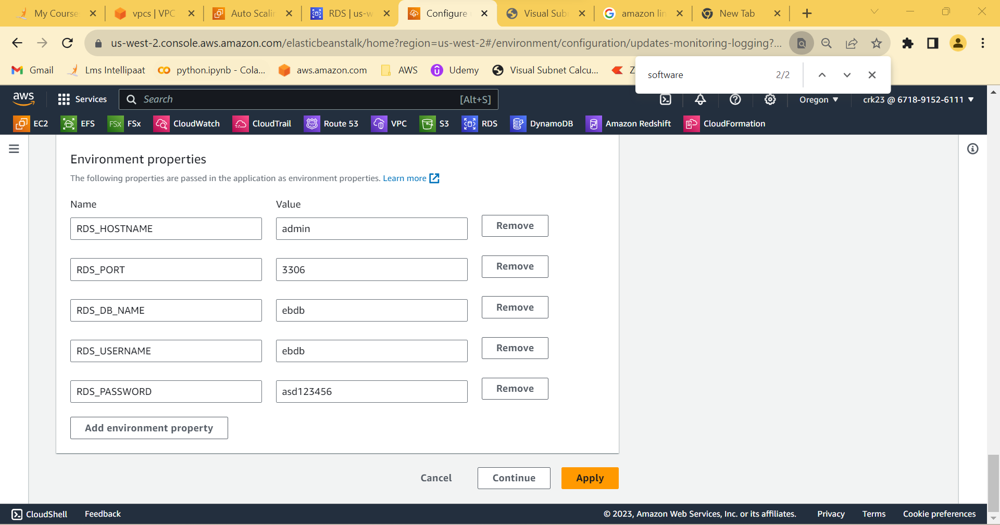 My Course
vpcs | VPC
Auto Scalin
RDS | us-w
Configure
Visual Sub
amazon lin
New Tab
us-west-2.console.aws.amazon.com/elasticbeanstalk/home?region=us-west-2#/environment/configuration/updates-monitoring-logging?...
Gmail
Lms Intellipaat
python.ipynb - Cola...
aws.amazon.com
AWS
Udemy
Visual Subnet Calcu...
Z
software 2/2
aws
Services
Search [Alt+S]
Oregon
crk23 @ 6718-9152-6111
EC2
EFS
FSx FSx
CloudWatch
CloudTrail
53 Route 53
VPC
S3
RDS
DynamoDB
Amazon Redshift
CloudFormation
Environment properties
The following properties are passed in the application as environment properties. Learn more
Name Value
RDS_HOSTNAME admin Remove
RDS_PORT 3306 Remove
RDS_DB_NAME ebdb Remove
RDS_USERNAME ebdb Remove
RDS_PASSWORD asd123456 Remove
Add environment property
Cancel Continue Apply
CloudShell Feedback © 2023, Amazon Web Services, Inc. or its affiliates. Privacy Terms Cookie preferences